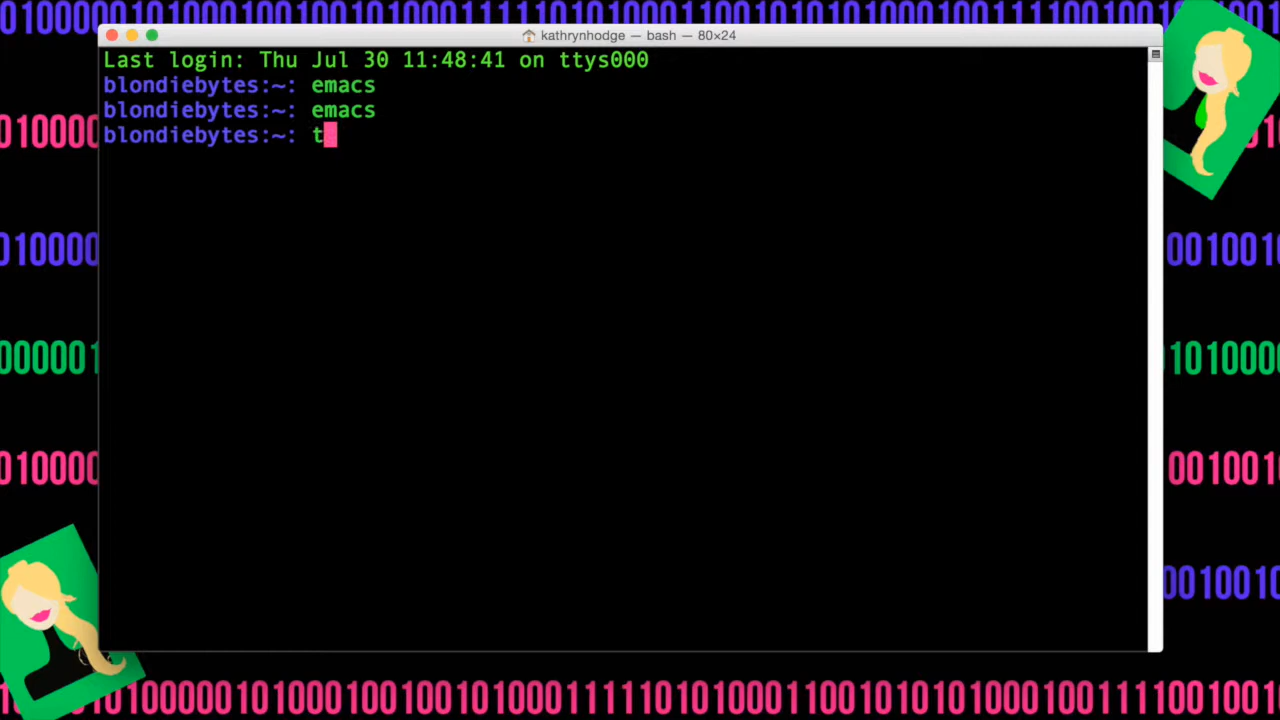 kathrynhodge — bash — 80×24
Last login: Thu Jul 30 11:48:41 on ttys000
blondiebytes:~: emacs
blondiebytes:~: emacs
blondiebytes:~: t